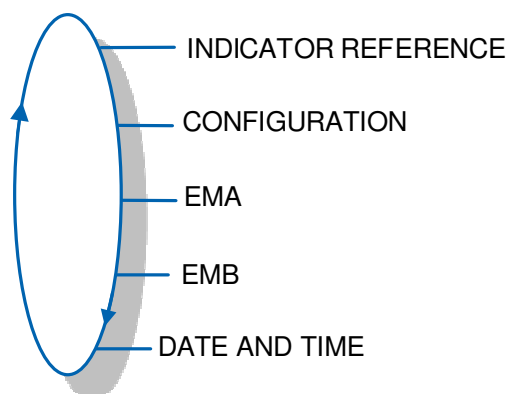 INDICATOR REFERENCE
CONFIGURATION
EMA
EMB
DATE AND TIME